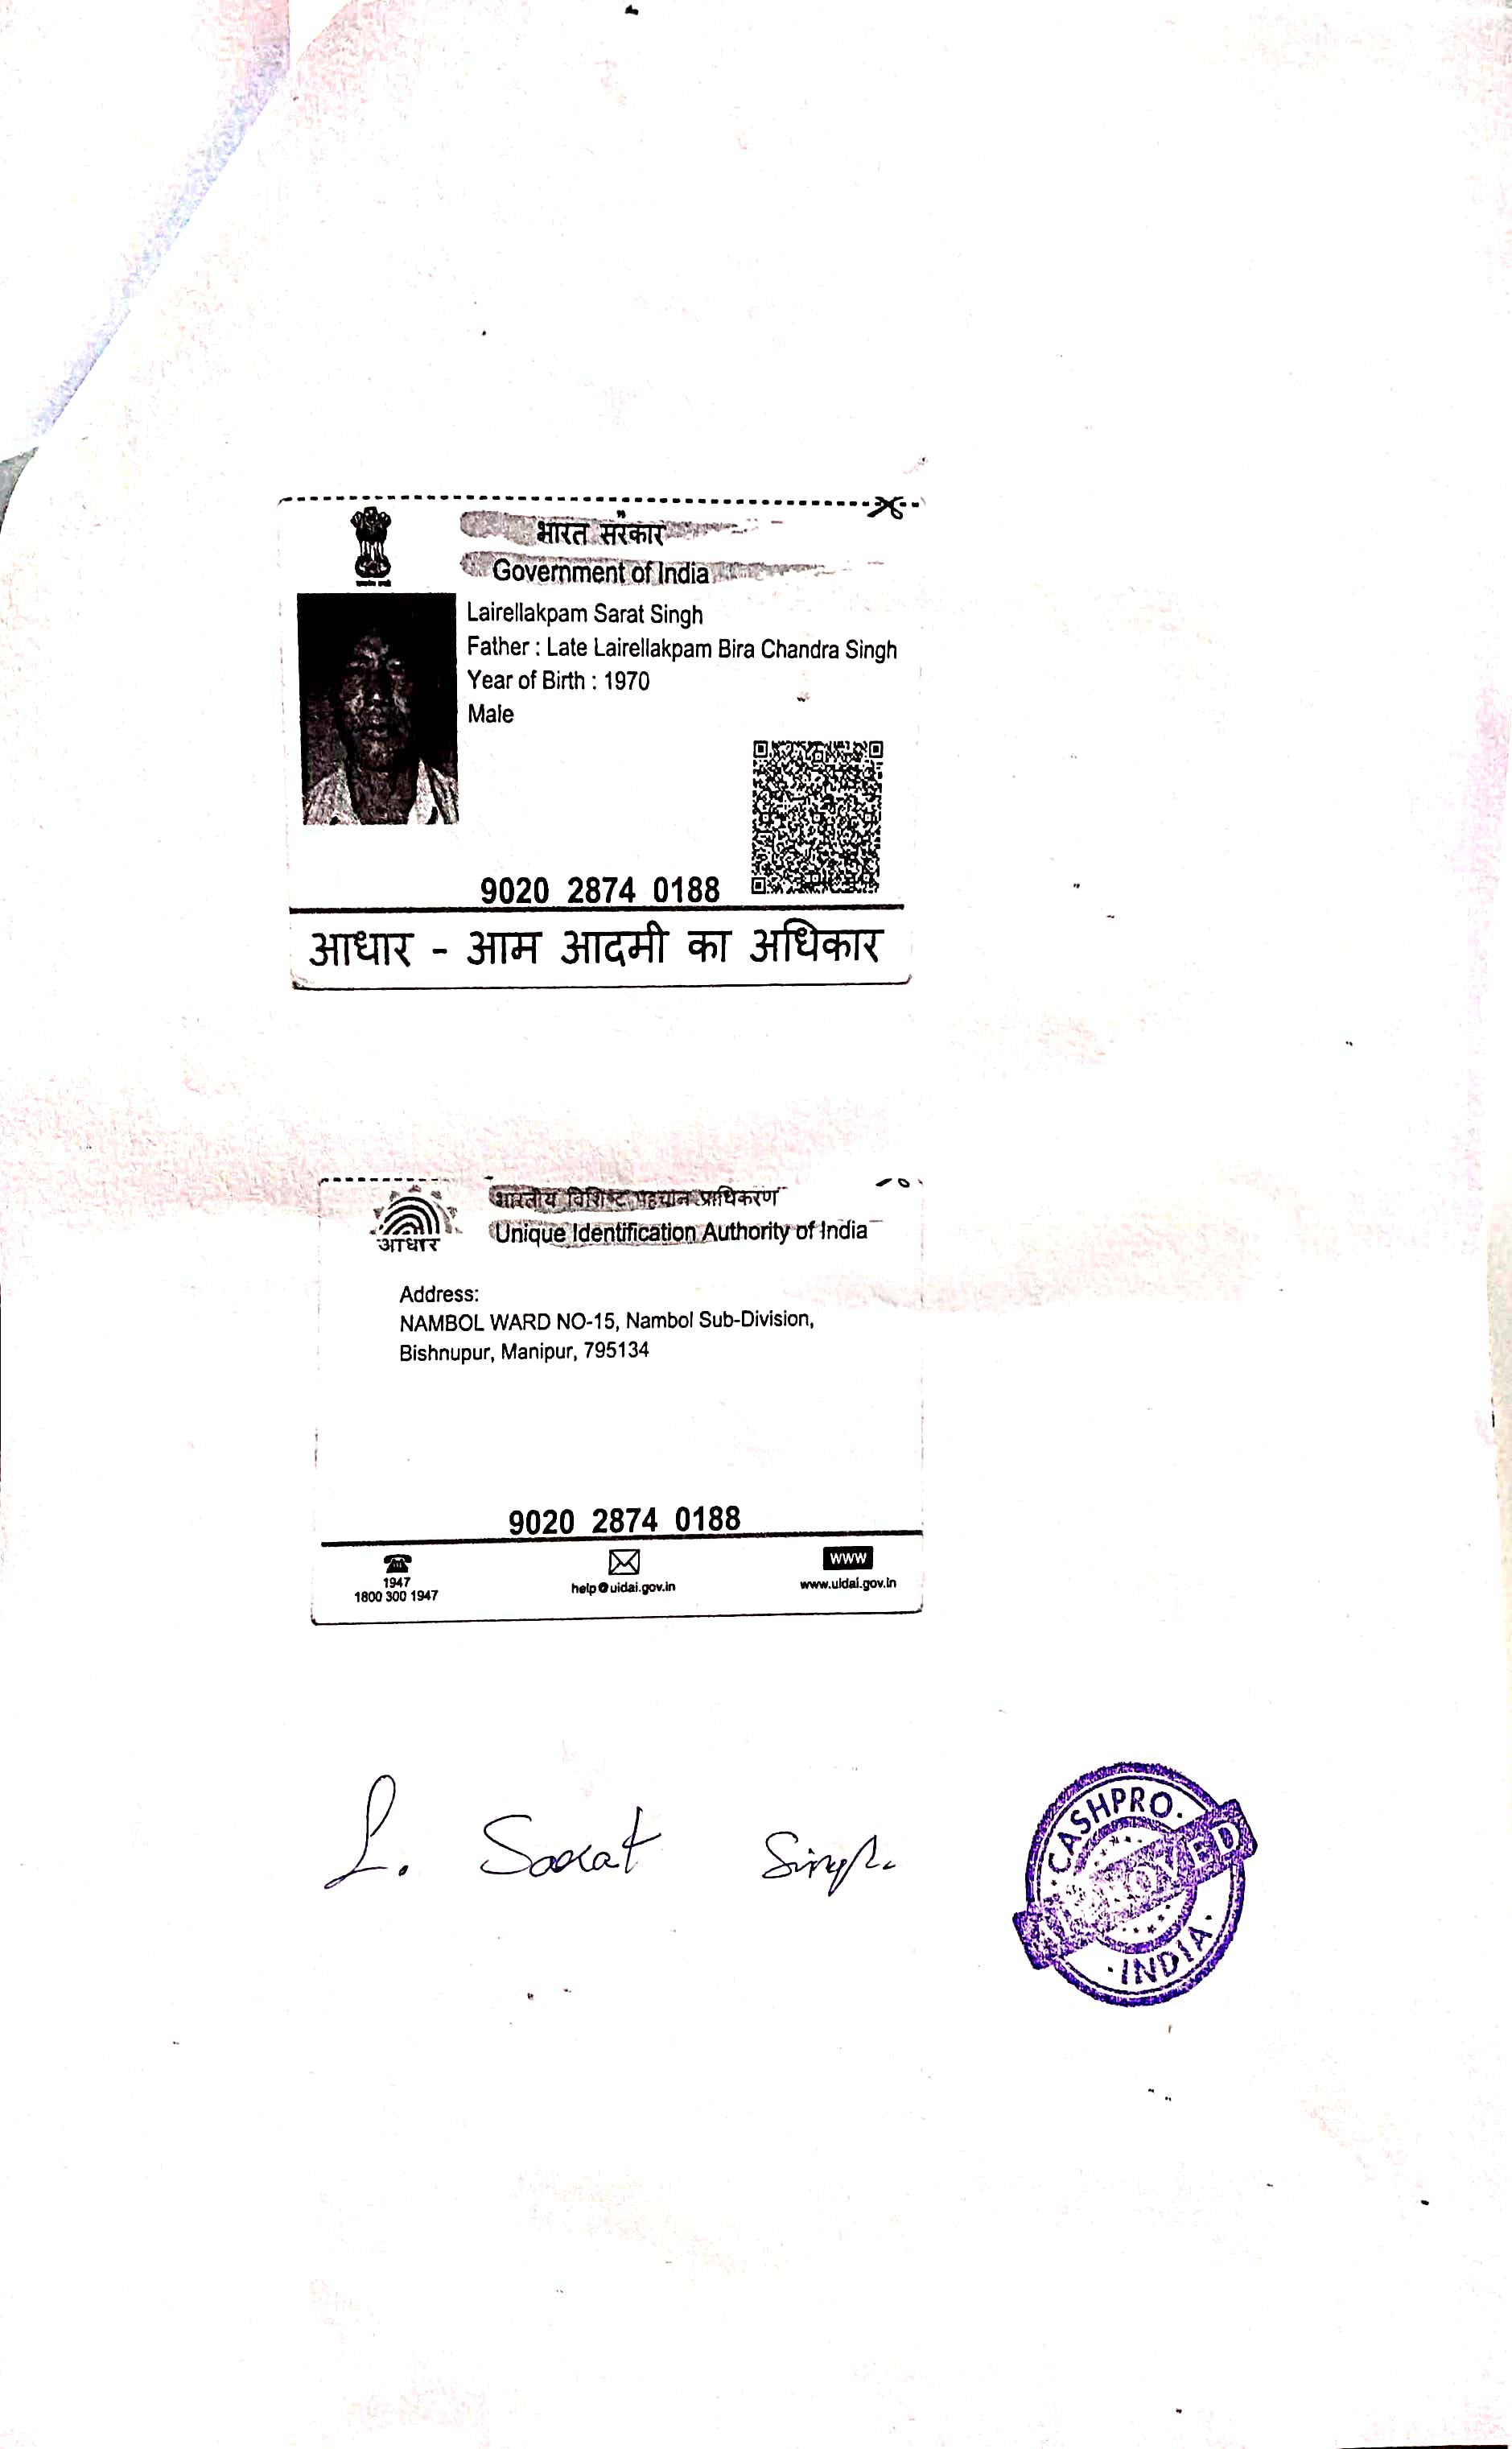 भारत सरकार
Government of India
Lairellakpam Sarat Singh
Father : Late Lairellakpam Bira Chandra Singh
Year of Birth : 1970
Male
9020 2874 0188
आधार - आम आदमी का अधिकार
भारतीय विशिष्ट पहचान प्राधिकरण
आधार
Unique Identification Authority of India
Address:
NAMBOL WARD NO-15, Nambol Sub-Division,
Bishnupur, Manipur, 795134
9020 2874 0188
1947
1800 300 1947
help@uidai.gov.in
WWW
www.uidai.gov.in
L. Sarat Singh
CASHPRO.
APPROVED
INDIA